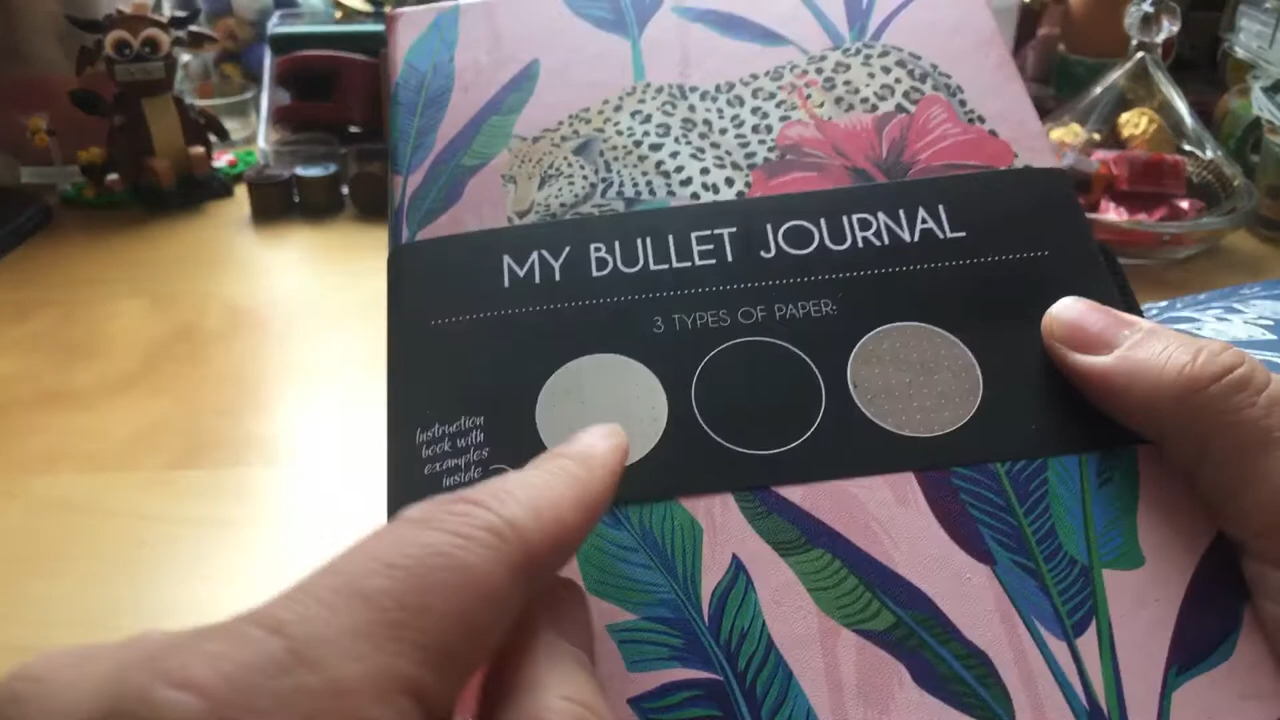 MY BULLET JOURNAL
3 TYPES OF PAPER:
Instruction
book with
examples
inside